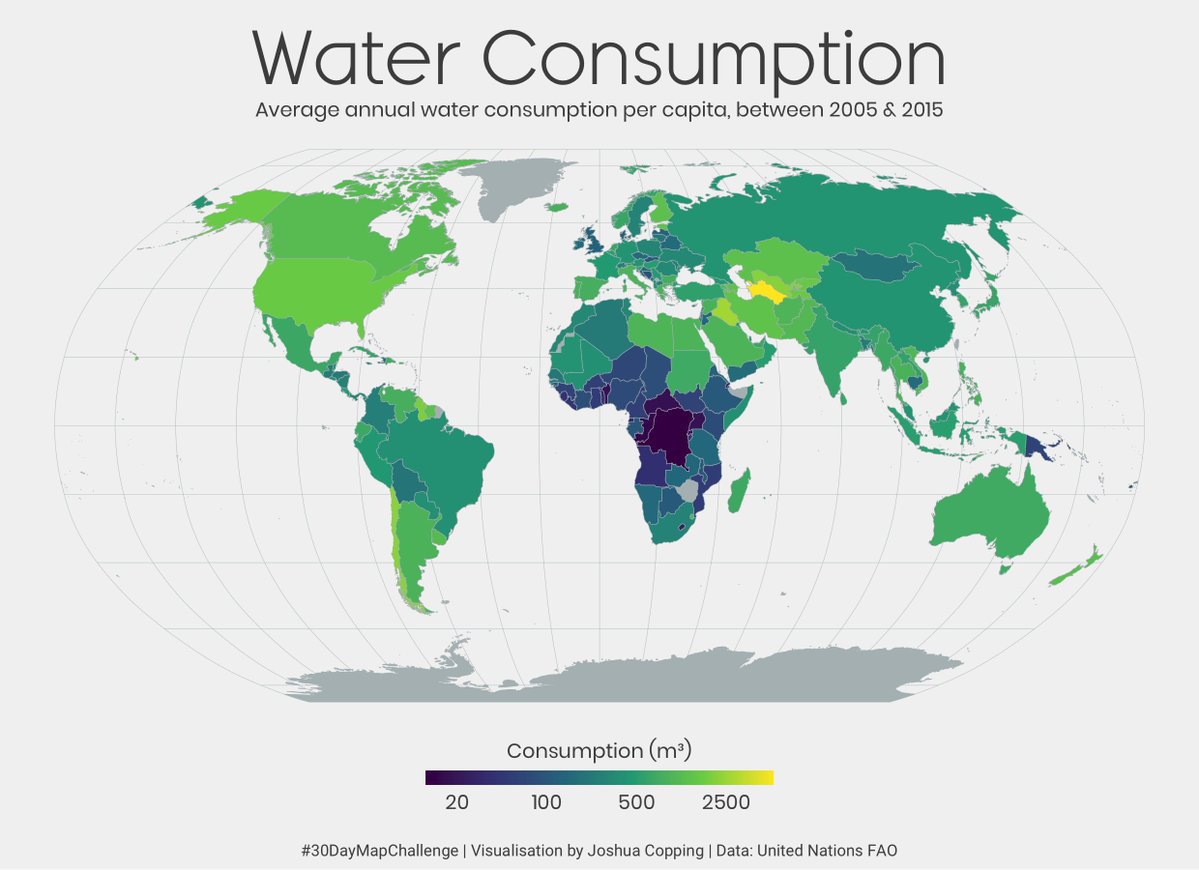 Water Consumption
Average annual water consumption per capita, between 2005 & 2015
Consumption (m³)
20 100 500 2500
#30DayMapChallenge | Visualisation by Joshua Copping | Data: United Nations FAO